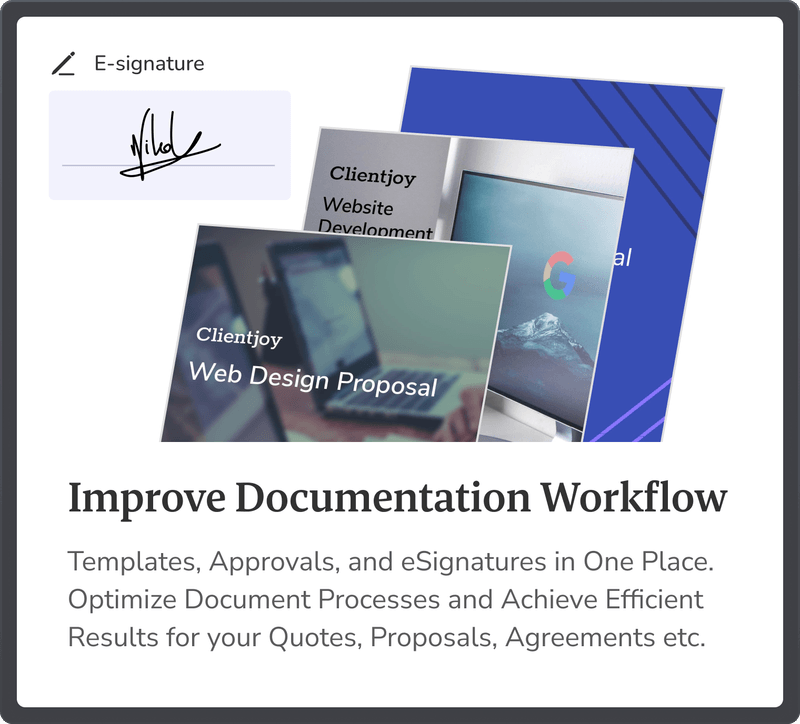 E-signature
Nikol
Clientjoy
Website
Development
al
Clientjoy
Web Design Proposal
Improve Documentation Workflow
Templates, Approvals, and eSignatures in One Place.
Optimize Document Processes and Achieve Efficient
Results for your Quotes, Proposals, Agreements etc.